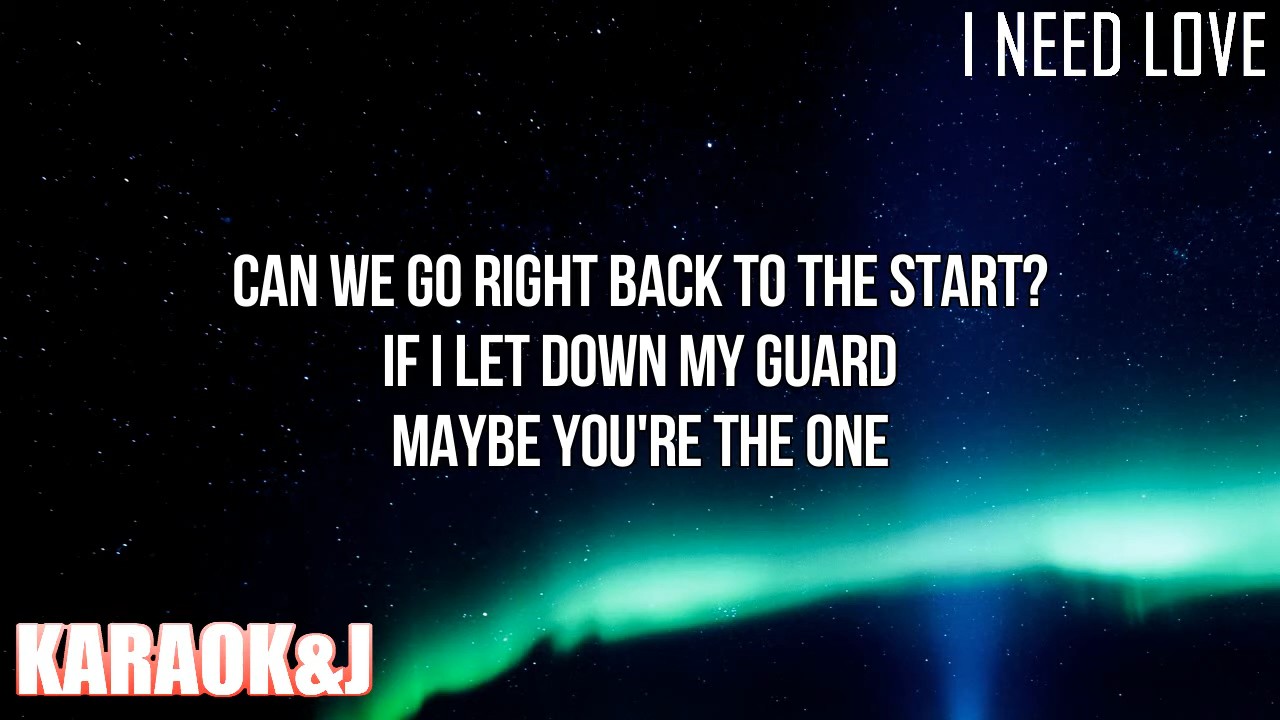 I NEED LOVE
CAN WE GO RIGHT BACK TO THE START?
IF I LET DOWN MY GUARD
MAYBE YOU'RE THE ONE
KARAOK&J